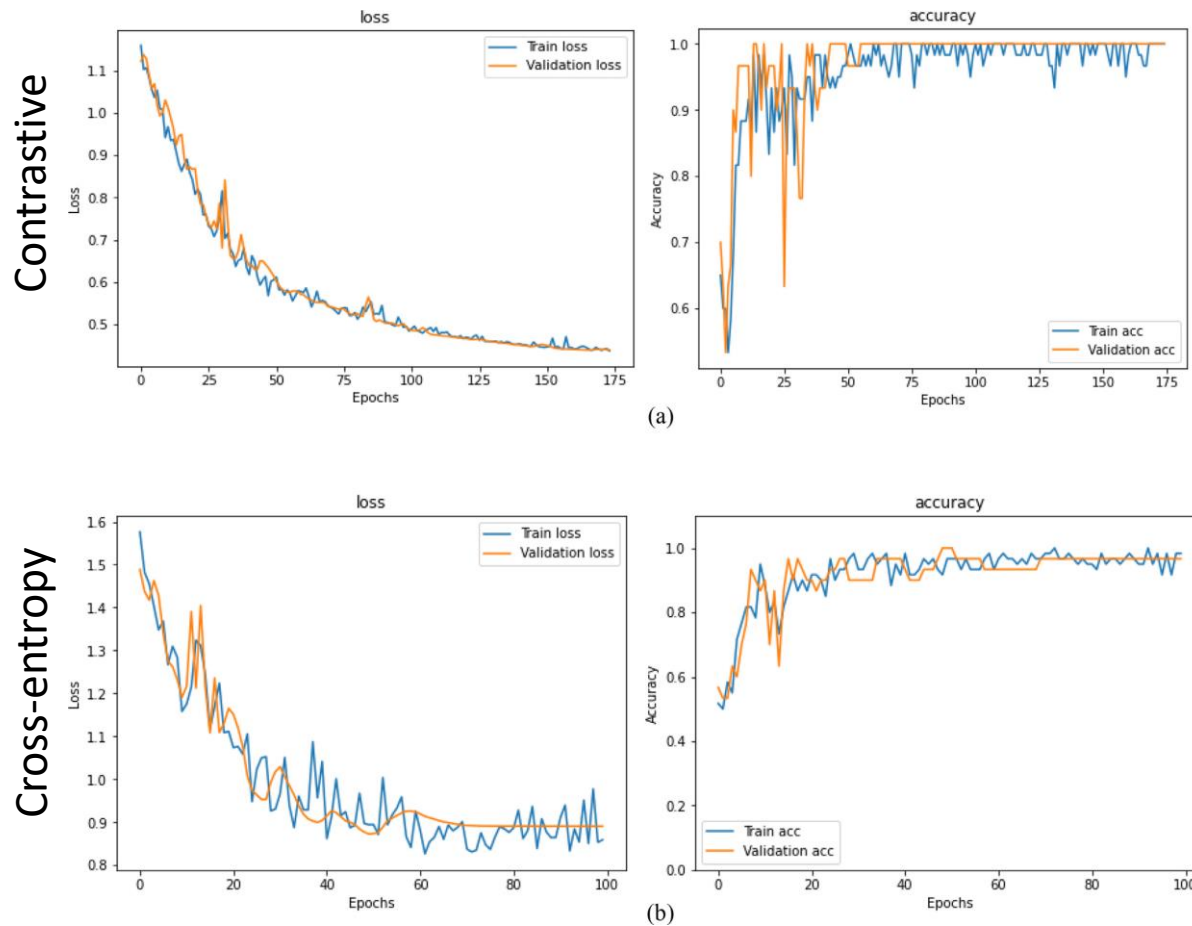 Contrastive
loss
Train loss
Validation loss
Loss
1.1
1.0
0.9
0.8
0.7
0.6
0.5
0 25 50 75 100 125 150 175
Epochs
accuracy
Accuracy
1.0
0.9
0.8
0.7
0.6
Train acc
Validation acc
0 25 50 75 100 125 150 175
Epochs
(a)
Cross-entropy
loss
Train loss
Validation loss
Loss
1.6
1.5
1.4
1.3
1.2
1.1
1.0
0.9
0.8
0 20 40 60 80 100
Epochs
accuracy
Accuracy
1.0
0.8
0.6
0.4
0.2
0.0
Train acc
Validation acc
0 20 40 60 80 100
Epochs
(b)